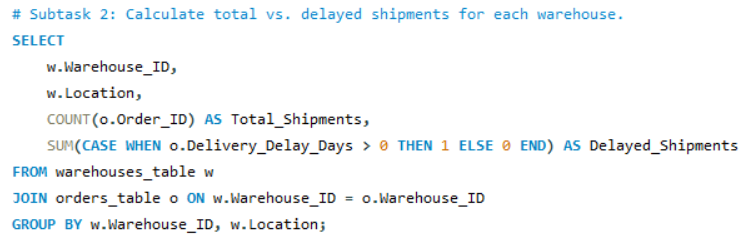 # Subtask 2: Calculate total vs. delayed shipments for each warehouse.
SELECT
w.Warehouse_ID,
w.Location,
COUNT(o.Order_ID) AS Total_Shipments,
SUM(CASE WHEN o.Delivery_Delay_Days > 0 THEN 1 ELSE 0 END) AS Delayed_Shipments
FROM warehouses_table w
JOIN orders_table o ON w.Warehouse_ID = o.Warehouse_ID
GROUP BY w.Warehouse_ID, w.Location;